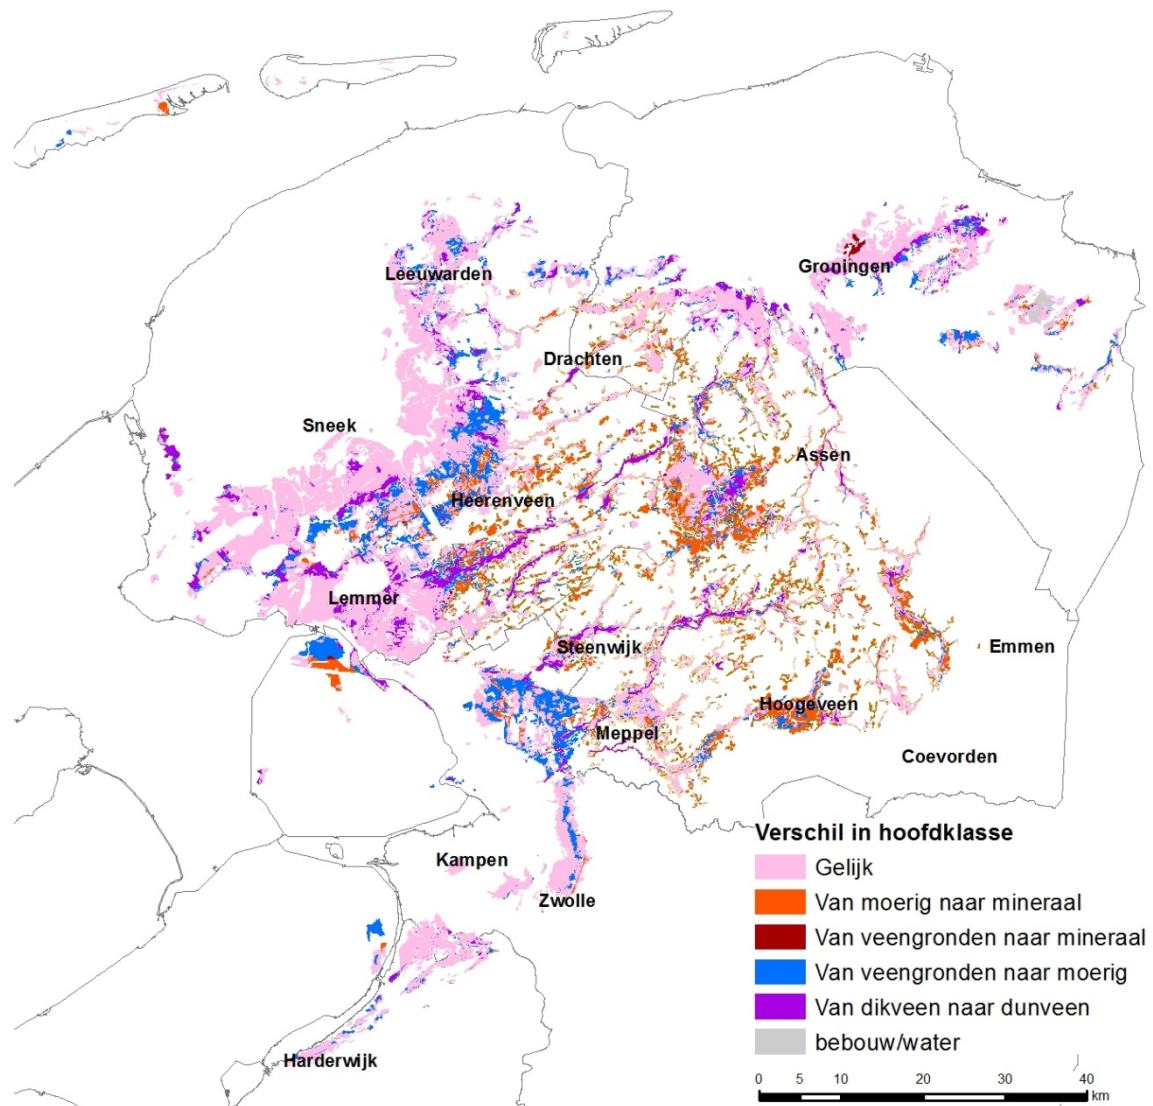 Leeuwarden
Groningen
Drachten
Sneek
Assen
Heerenveen
Lemmer
Steenwijk
Emmen
Hoogeveen
Meppel
Coevorden
Kampen
Zwolle
Harderwijk
Verschil in hoofdklasse
Gelijk
Van moerig naar mineraal
Van veengronden naar mineraal
Van veengronden naar moerig
Van dikveen naar dunveen
bebouw/water
0 5 10 20 30 40
km